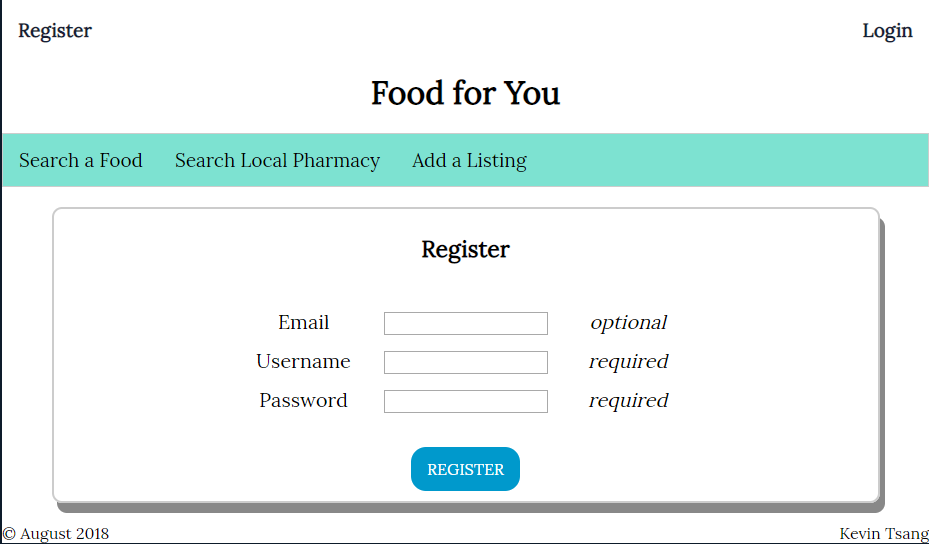 Register Login
Food for You
Search a Food Search Local Pharmacy Add a Listing
Register
Email optional
Username required
Password required
REGISTER
© August 2018 Kevin Tsang